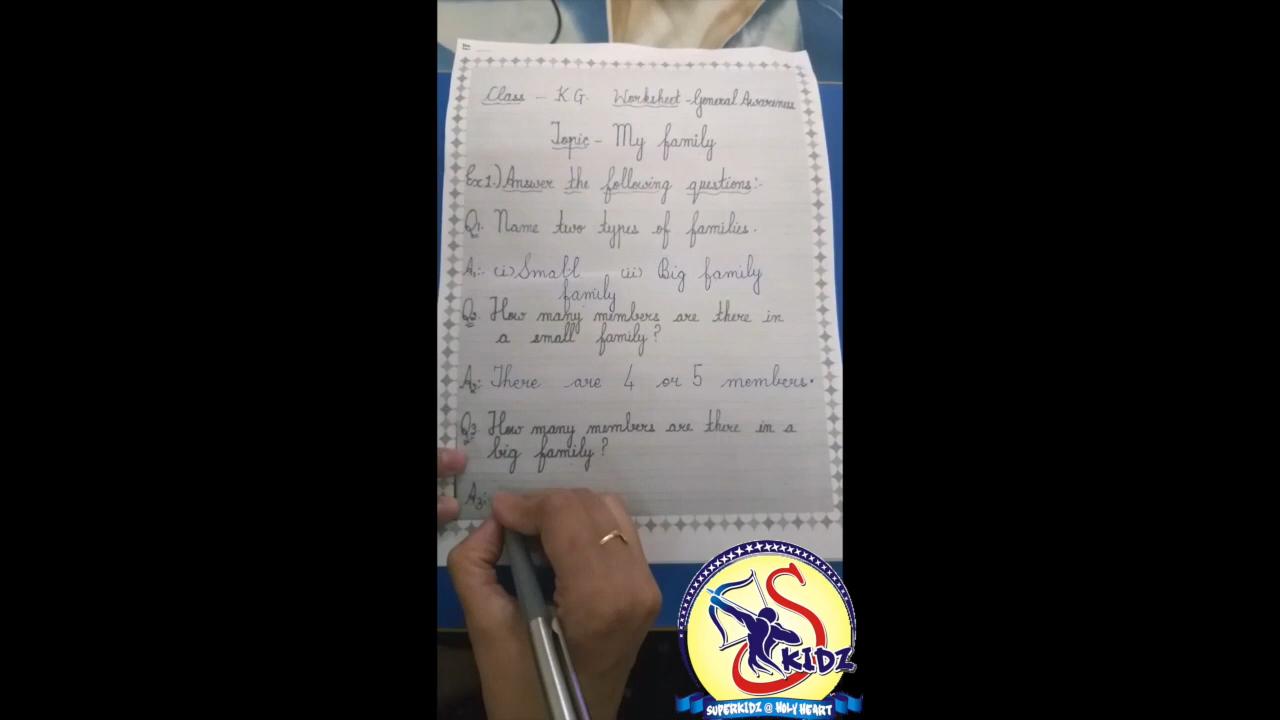 Class - K.G. Worksheet - General Awareness
Topic - My family
Ex 1.) Answer the following questions:-
Q1. Name two types of families.
A1:- (i) Small (ii) Big family
family
Q2. How many members are there in
a small family?
A2:- There are 4 or 5 members.
Q3. How many members are there in a
big family?
A3:-
S KIDZ
SUPERKIDZ @ HOLY HEART